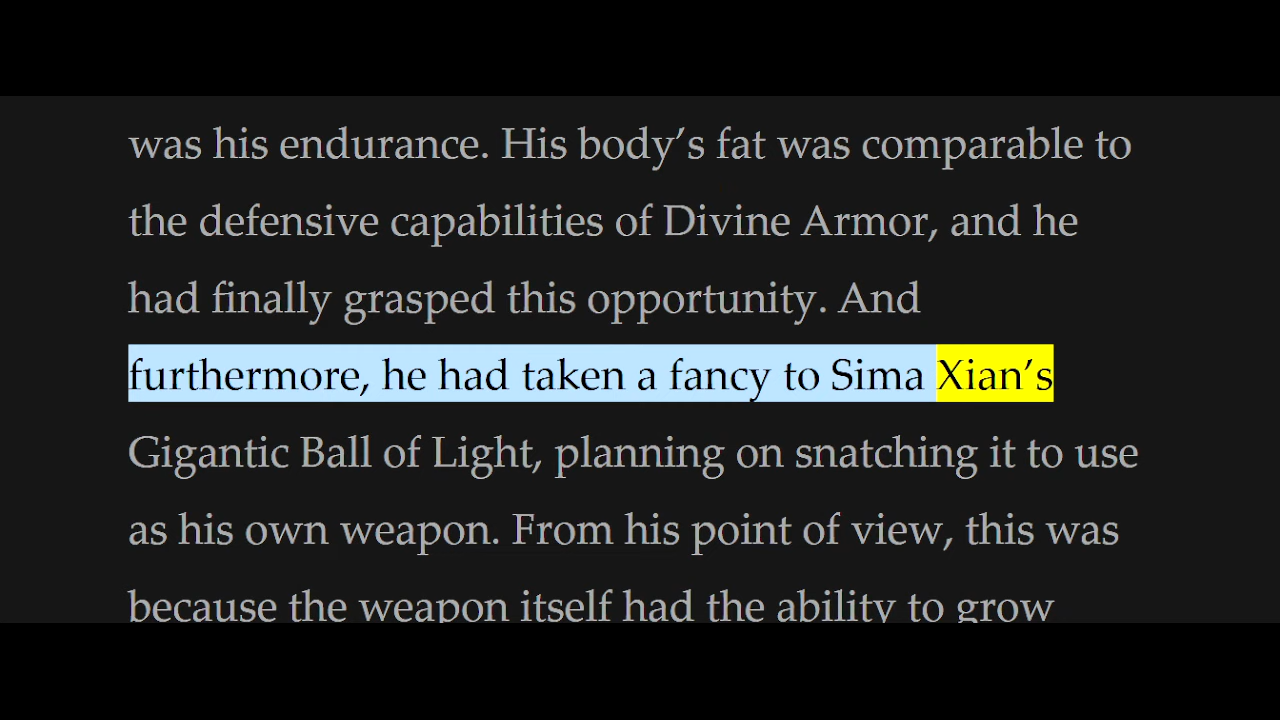 was his endurance. His body’s fat was comparable to
the defensive capabilities of Divine Armor, and he
had finally grasped this opportunity. And
furthermore, he had taken a fancy to Sima Xian’s
Gigantic Ball of Light, planning on snatching it to use
as his own weapon. From his point of view, this was
because the weapon itself had the ability to grow